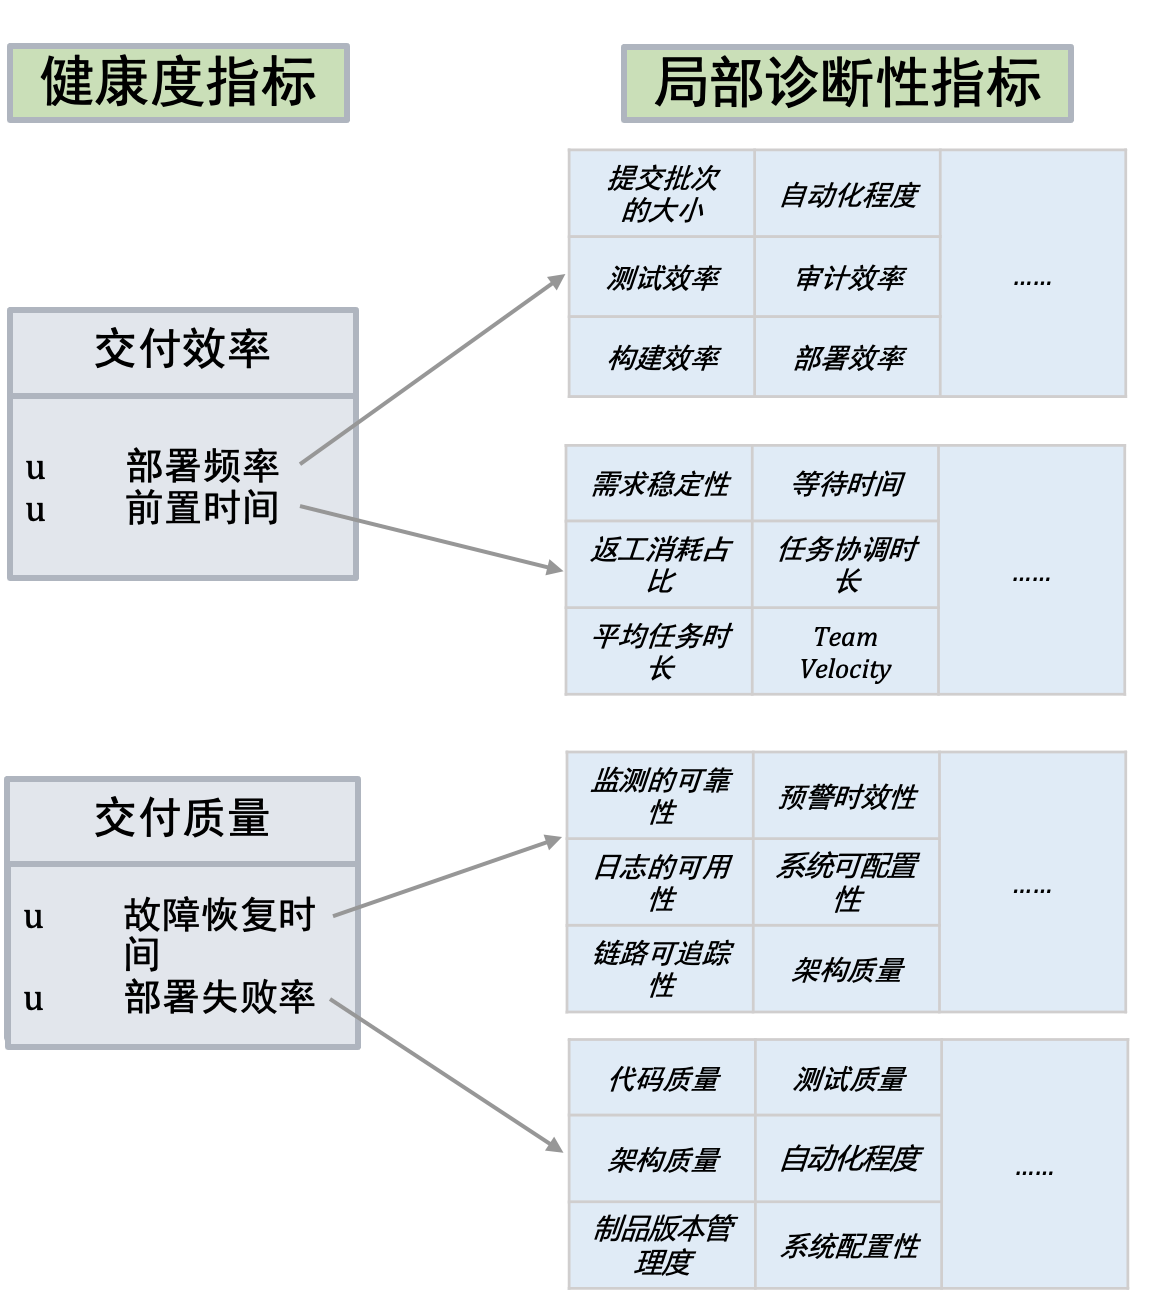 健康度指标
局部诊断性指标
提交批次
的大小
自动化程度
测试效率
审计效率
……
构建效率
部署效率
交付效率
u 部署频率
u 前置时间
需求稳定性
等待时间
返工消耗占
比
任务协调时
长
……
平均任务时
长
Team
Velocity
交付质量
u 故障恢复时
间
u 部署失败率
监测的可靠
性
预警时效性
日志的可用
性
系统可配置
性
……
链路可追踪
性
架构质量
代码质量
测试质量
架构质量
自动化程度
……
制品版本管
理度
系统配置性